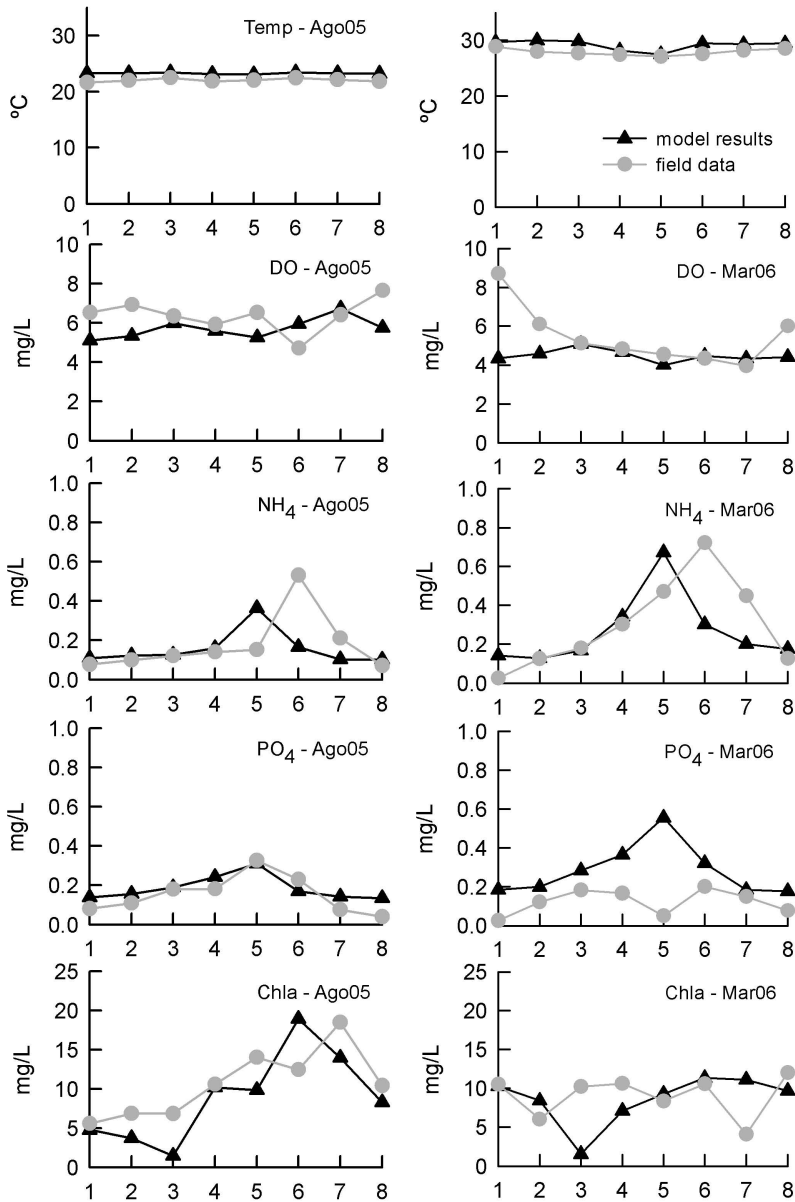 Temp - Ago05
ºC
30
20
10
0
1 2 3 4 5 6 7 8
ºC
40
30
20
10
0
model results
field data
1 2 3 4 5 6 7 8
DO - Ago05
mg/L
10
8
6
4
2
0
1 2 3 4 5 6 7 8
DO - Mar06
mg/L
10
8
6
4
2
0
1 2 3 4 5 6 7 8
NH4 - Ago05
mg/L
1.0
0.8
0.6
0.4
0.2
0.0
1 2 3 4 5 6 7 8
NH4 - Mar06
mg/L
1.0
0.8
0.6
0.4
0.2
0.0
1 2 3 4 5 6 7 8
PO4 - Ago05
mg/L
1.0
0.8
0.6
0.4
0.2
0.0
1 2 3 4 5 6 7 8
PO4 - Mar06
mg/L
1.0
0.8
0.6
0.4
0.2
0.0
1 2 3 4 5 6 7 8
Chla - Ago05
mg/L
25
20
15
10
5
0
1 2 3 4 5 6 7 8
Chla - Mar06
mg/L
25
20
15
10
5
0
1 2 3 4 5 6 7 8